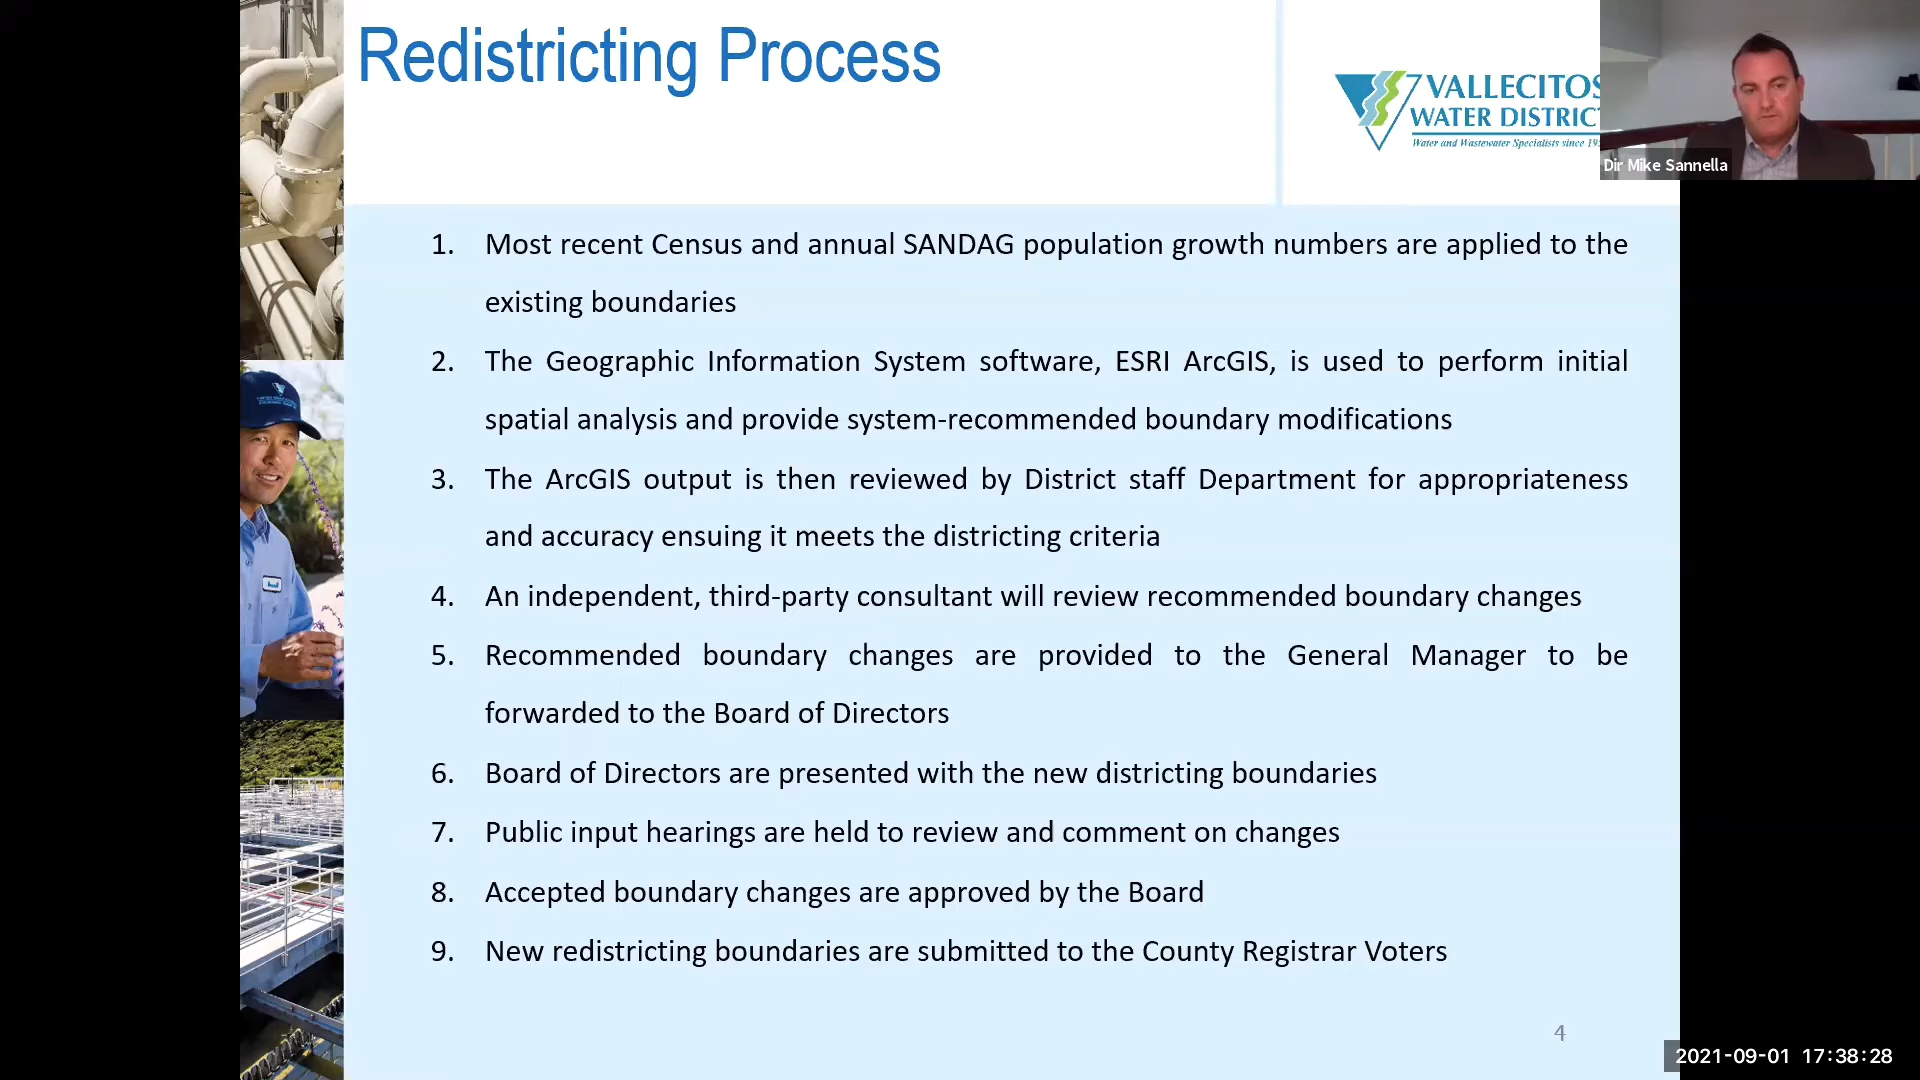 Redistricting Process
VALLECITOS
WATER DISTRIC
Water and Wastewater Specialists since
Dir Mike Sannella
1. Most recent Census and annual SANDAG population growth numbers are applied to the
existing boundaries
2. The Geographic Information System software, ESRI ArcGIS, is used to perform initial
spatial analysis and provide system-recommended boundary modifications
3. The ArcGIS output is then reviewed by District staff Department for appropriateness
and accuracy ensuing it meets the districting criteria
4. An independent, third-party consultant will review recommended boundary changes
5. Recommended boundary changes are provided to the General Manager to be
forwarded to the Board of Directors
6. Board of Directors are presented with the new districting boundaries
7. Public input hearings are held to review and comment on changes
8. Accepted boundary changes are approved by the Board
9. New redistricting boundaries are submitted to the County Registrar Voters
4
2021-09-01 17:38:28